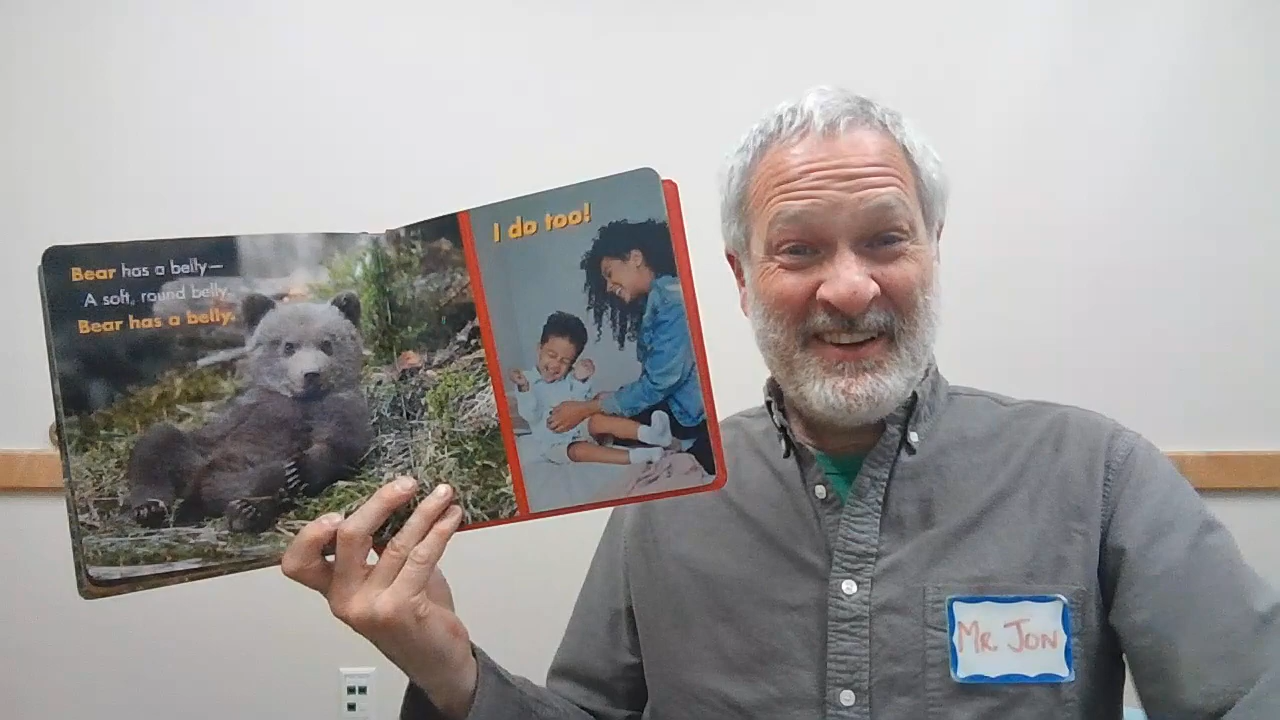 Bear has a belly—
A soft, round belly.
Bear has a belly.
I do too!
MR. JON